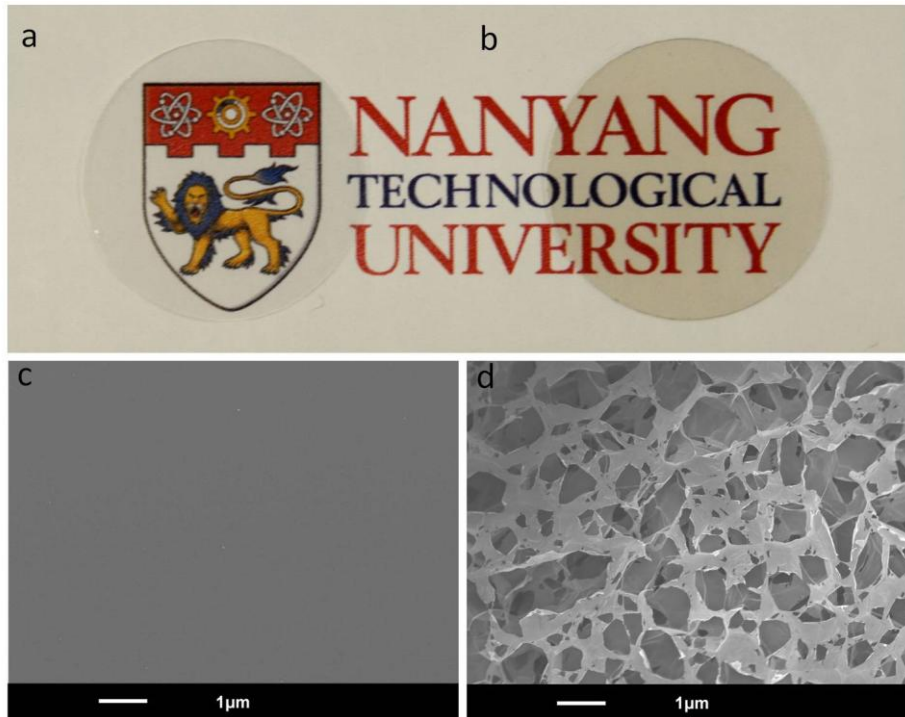 a
b
NANYANG
TECHNOLOGICAL
UNIVERSITY
c
d
1μm
1μm